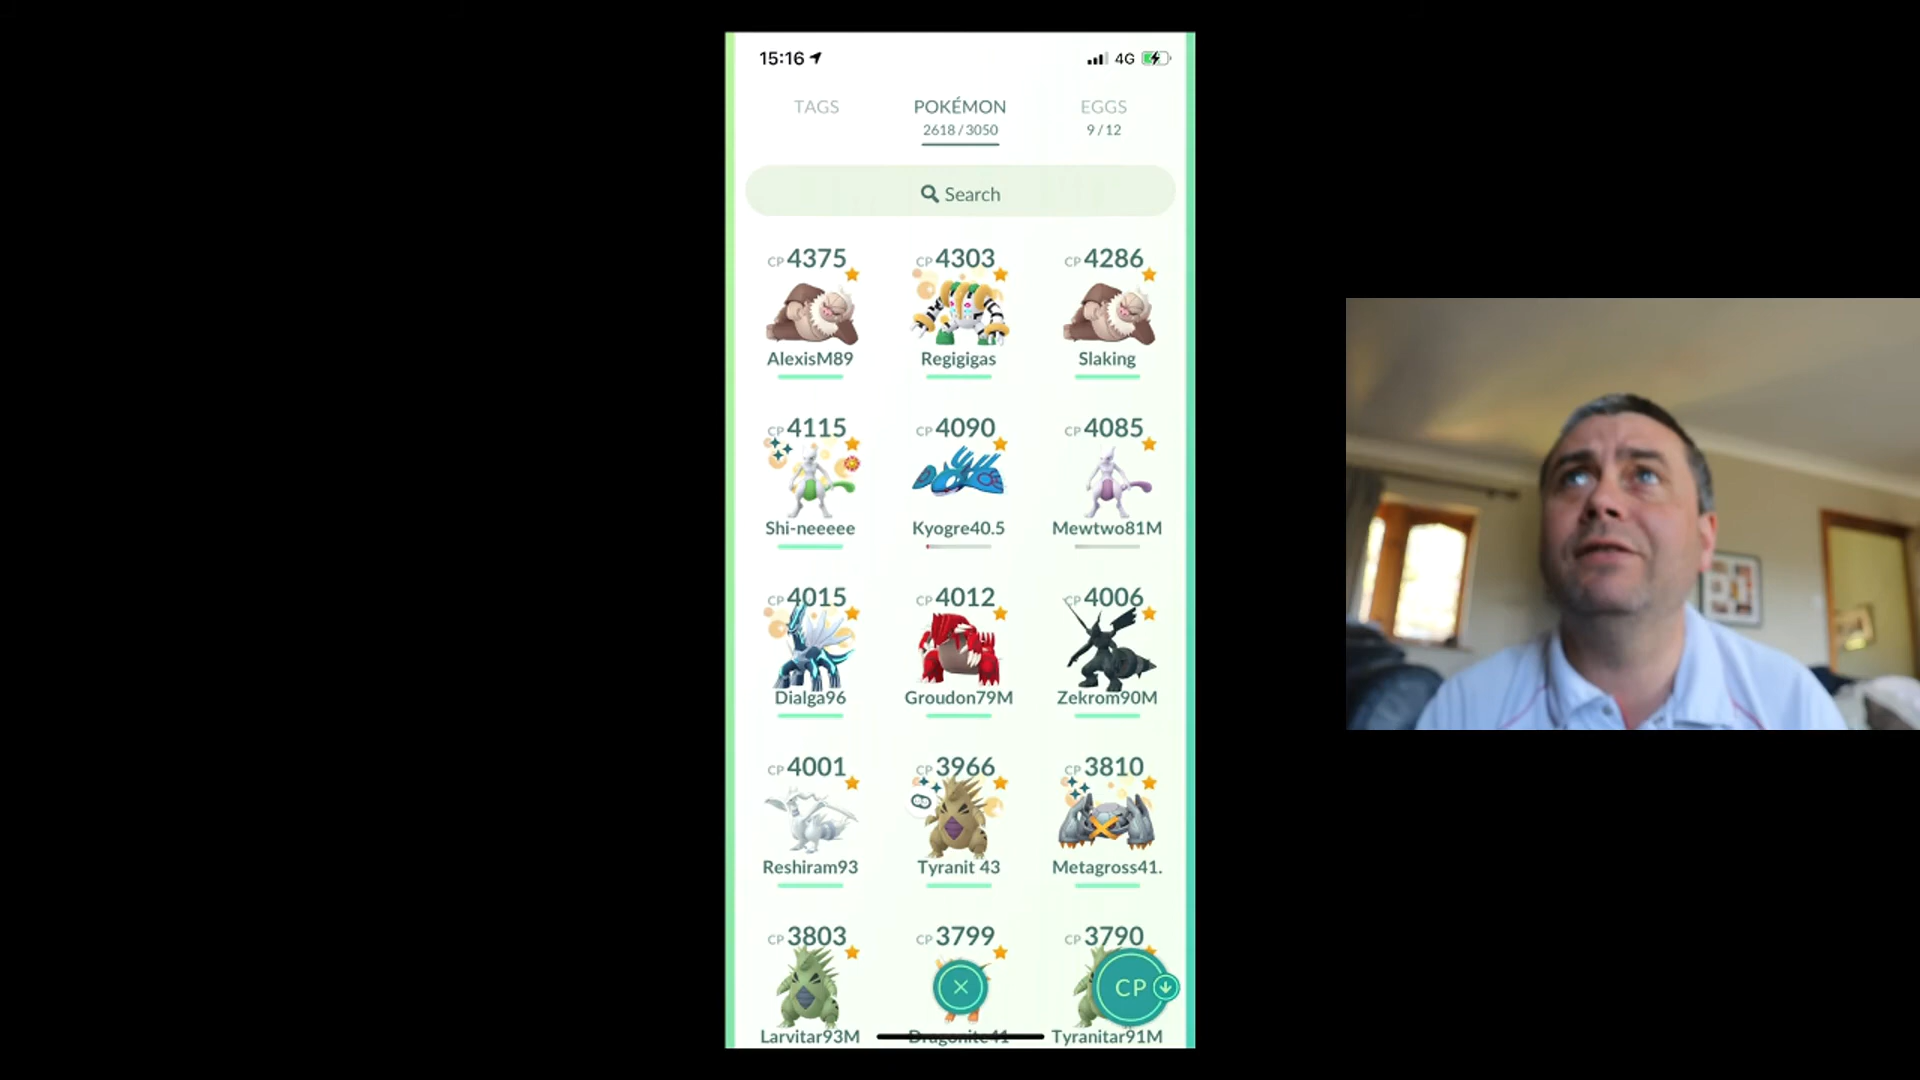 15:16 4G
TAGS POKÉMON EGGS
2618 / 3050 9 / 12
Search
CP 4375 CP 4303 CP 4286
AlexisM89 Regigigas Slaking
CP 4115 CP 4090 CP 4085
Shi-neeeee Kyogre40.5 Mewtwo81M
CP 4015 CP 4012 CP 4006
Dialga96 Groudon79M Zekrom90M
CP 4001 CP 3966 CP 3810
Reshiram93 Tyranit 43 Metagross41.
CP 3803 CP 3799 CP 3790
CP
Larvitar93M Dragonite41 Tyranitar91M